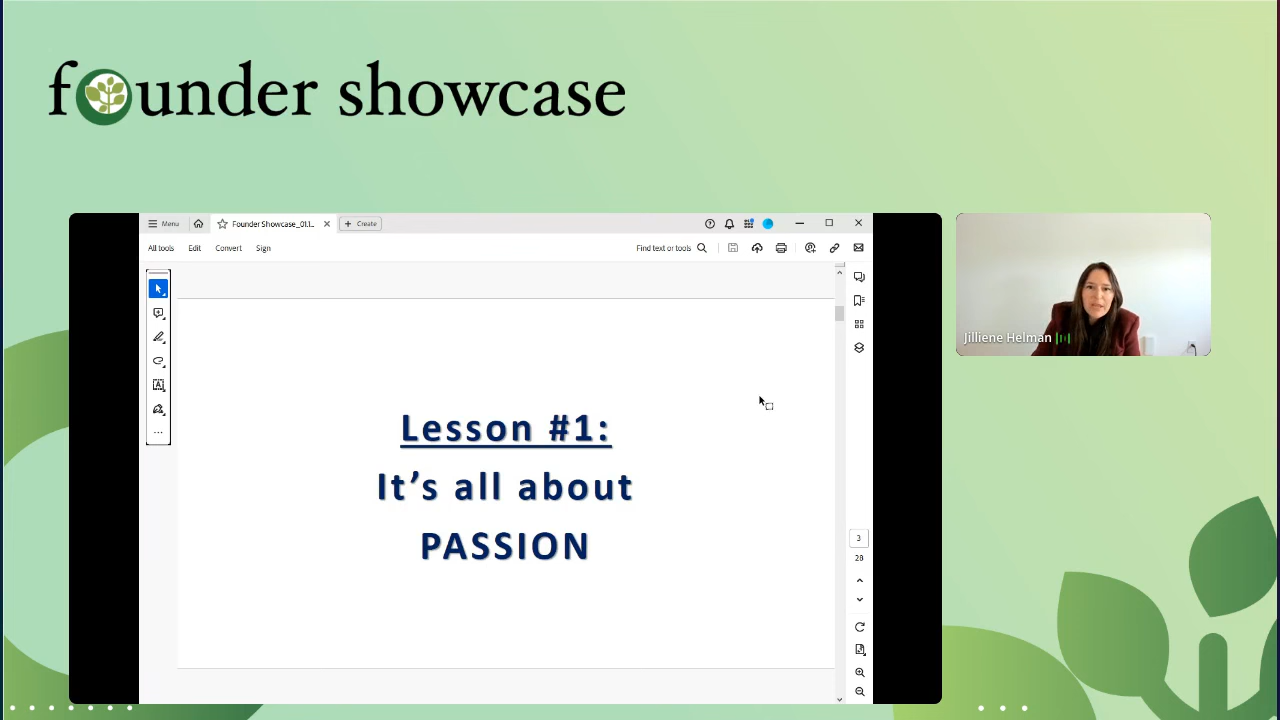 founder showcase
Menu
Founder Showcase_01.1...
Create
All tools
Edit
Convert
Sign
Find text or tools
Lesson #1:
It's all about
PASSION
3
28
Jilliene Helman